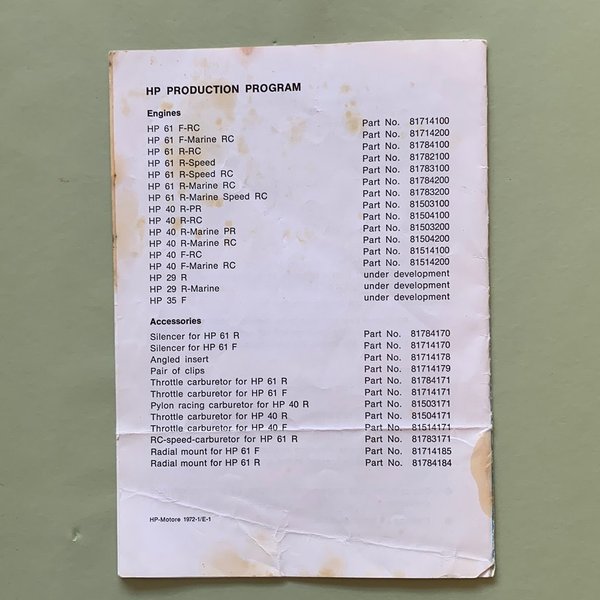 HP PRODUCTION PROGRAM
Engines
HP 61 F-RC Part No. 81714100
HP 61 F-Marine RC Part No. 81714200
HP 61 R-RC Part No. 81784100
HP 61 R-Speed Part No. 81782100
HP 61 R-Speed RC Part No. 81783100
HP 61 R-Marine RC Part No. 81784200
HP 61 R-Marine Speed RC Part No. 81783200
HP 40 R-PR Part No. 81503100
HP 40 R-RC Part No. 81504100
HP 40 R-Marine PR Part No. 81503200
HP 40 R-Marine RC Part No. 81504200
HP 40 F-RC Part No. 81514100
HP 40 F-Marine RC Part No. 81514200
HP 29 R under development
HP 29 R-Marine under development
HP 35 F under development
Accessories
Silencer for HP 61 R Part No. 81784170
Silencer for HP 61 F Part No. 81714170
Angled insert Part No. 81714178
Pair of clips Part No. 81714179
Throttle carburetor for HP 61 R Part No. 81784171
Throttle carburetor for HP 61 F Part No. 81714171
Pylon racing carburetor for HP 40 R Part No. 81503171
Throttle carburetor for HP 40 R Part No. 81504171
Throttle carburetor for HP 40 F Part No. 81514171
RC-speed-carburetor for HP 61 R Part No. 81783171
Radial mount for HP 61 F Part No. 81714185
Radial mount for HP 61 R Part No. 81784184
HP-Motore 1972-1/E-1